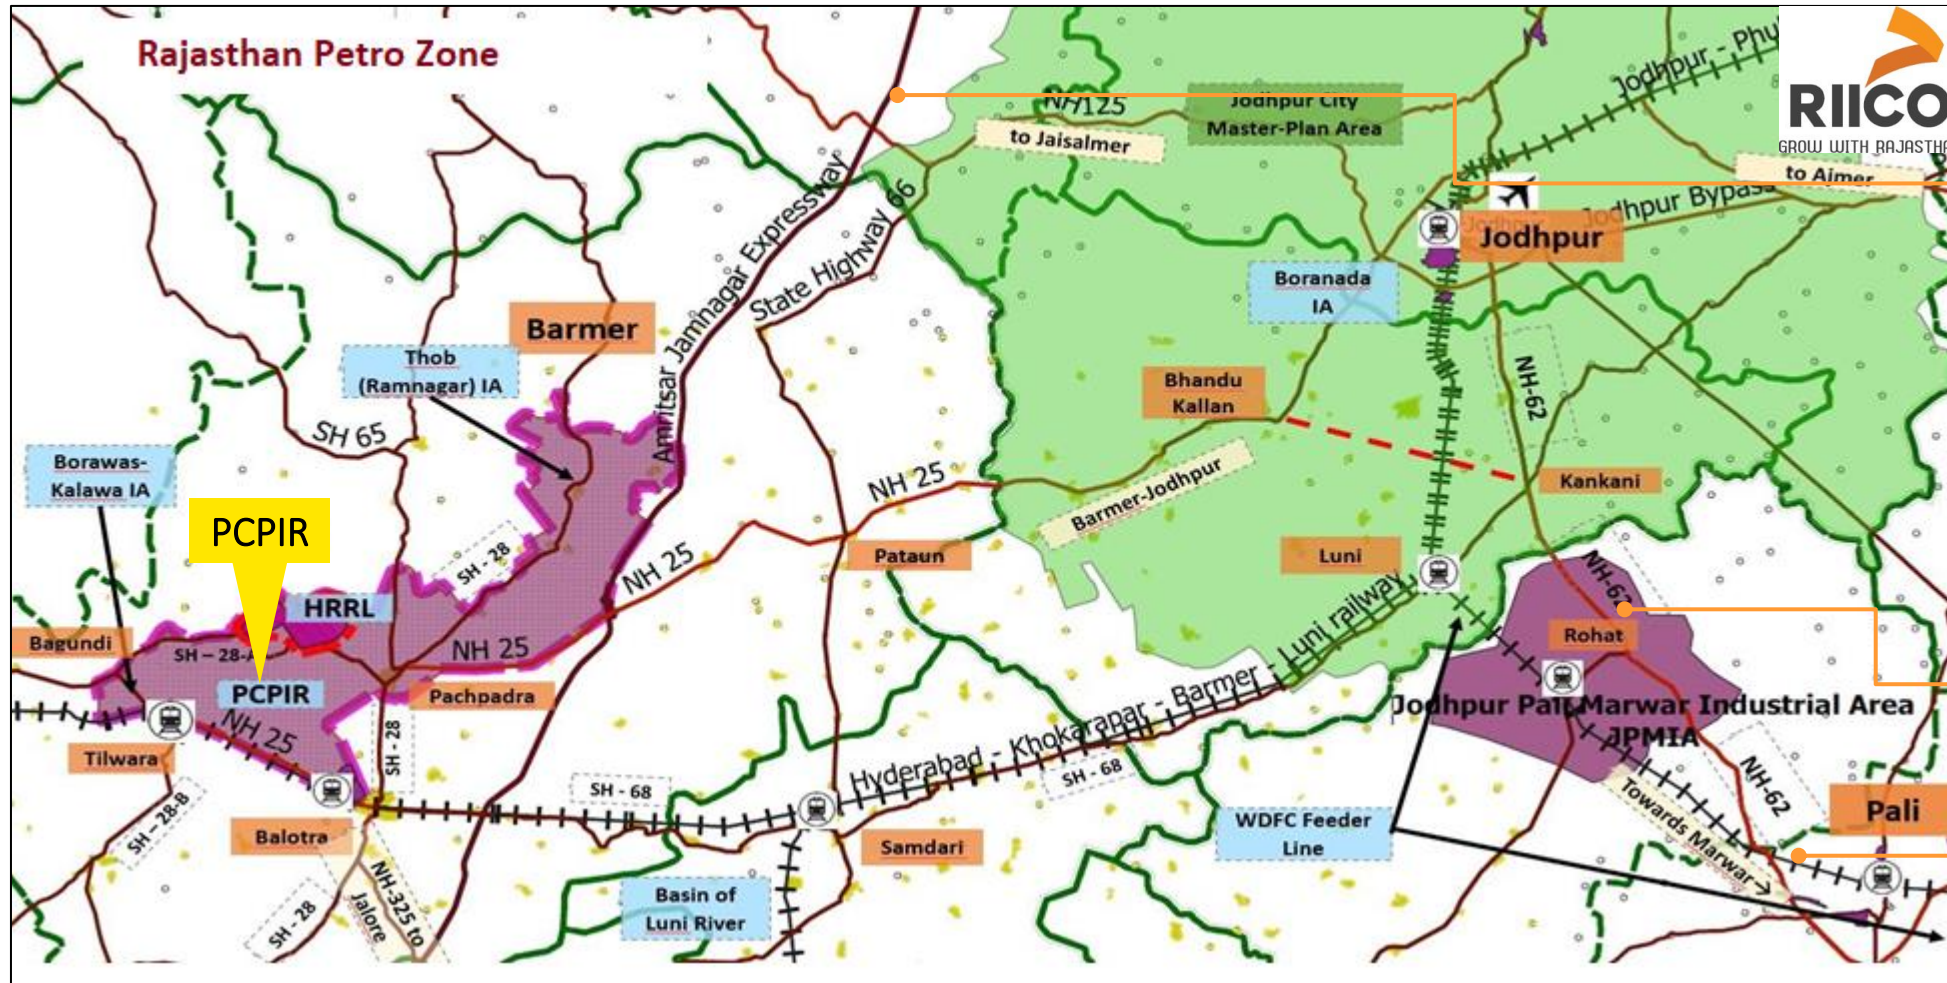 Rajasthan Petro Zone
RIICO
GROW WITH RAJASTHA
Jodhpur - Phu
NH125
Jodhpur City
Master-Plan Area
to Jaisalmer
to Ajmer
Jodhpur Bypass
Jodhpur
Amritsar Jamnagar Expressway
State Highway 66
Boranada
IA
Barmer
Thob
(Ramnagar) IA
Bhandu
Kallan
NH-62
SH 65
Borawas-
Kalawa IA
NH 25
Barmer-Jodhpur
Kankani
PCPIR
SH - 28
Pataun
Luni
NH 25
NH-62
HRRL
Bagundi
SH - 28-A
NH 25
Rohat
PCPIR
Pachpadra
Hyderabad - Khokarapar - Barmer - Luni railway
Jodhpur Pali Marwar Industrial Area
JPMIA
NH 25
Tilwara
SH - 28
SH - 68
SH - 68
NH-62
Pali
SH - 28-B
Balotra
Samdari
WDFC Feeder
Line
Towards Marwar→
Basin of
Luni River
SH - 28
NH-325 to
Jalore